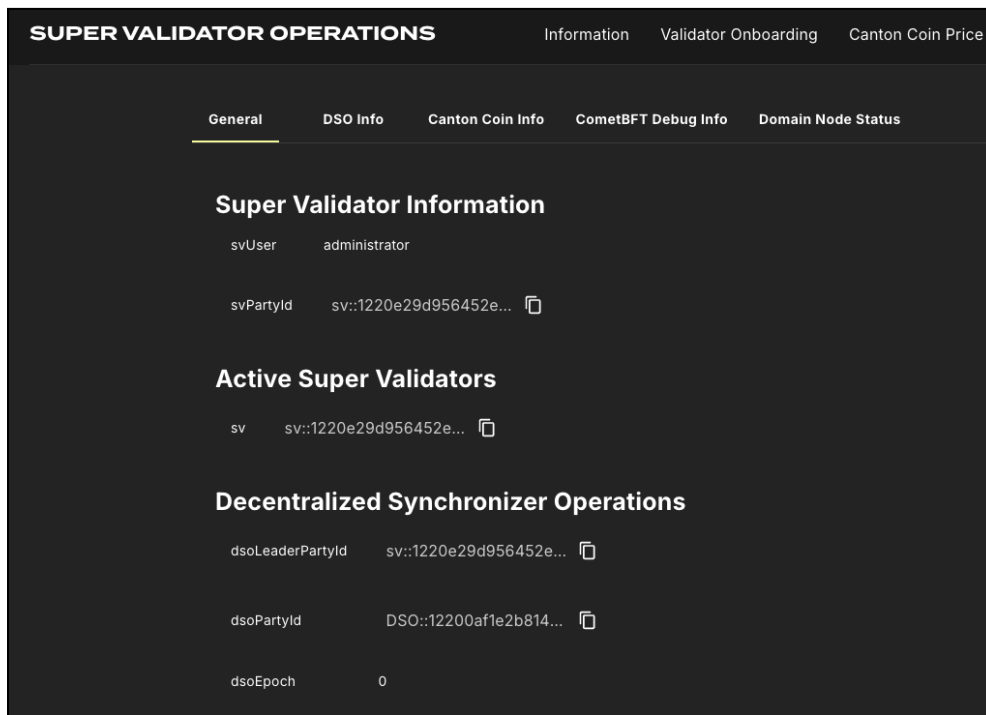 SUPER VALIDATOR OPERATIONS Information Validator Onboarding Canton Coin Price
General DSO Info Canton Coin Info CometBFT Debug Info Domain Node Status
Super Validator Information
svUser administrator
svPartyId sv::1220e29d956452e...
Active Super Validators
sv sv::1220e29d956452e...
Decentralized Synchronizer Operations
dsoLeaderPartyId sv::1220e29d956452e...
dsoPartyId DSO::12200af1e2b814...
dsoEpoch 0